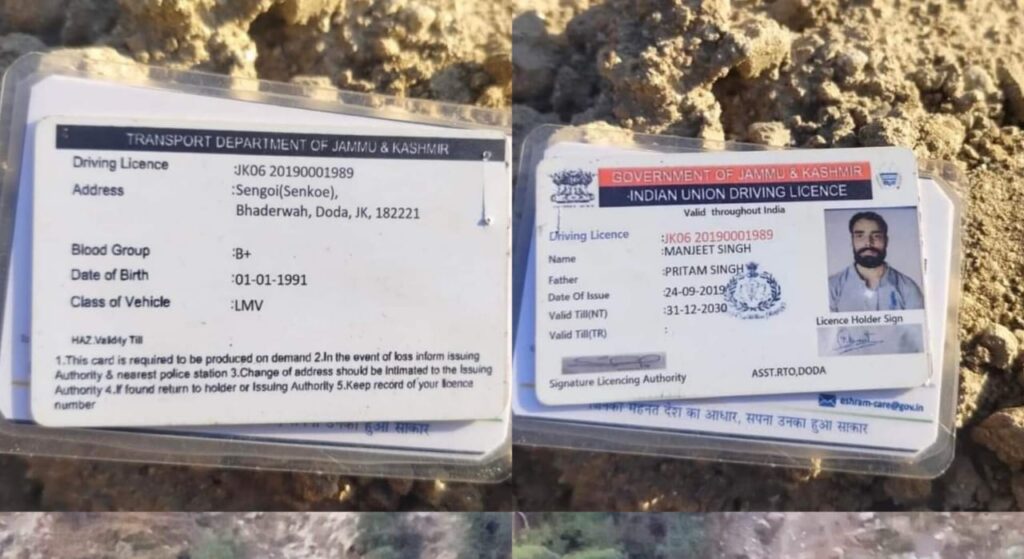 TRANSPORT DEPARTMENT OF JAMMU & KASHMIR
Driving Licence :JK06 20190001989
Address :Sengoi(Senkoe),
Bhaderwah, Doda, JK, 182221
Blood Group :B+
Date of Birth :01-01-1991
Class of Vehicle :LMV
HAZ.Validity Till
1.This card is required to be produced on demand 2.In the event of loss inform issuing
Authority & nearest police station 3.Change of address should be intimated to the Issuing
Authority 4.If found return to holder or Issuing Authority 5.Keep record of your licence
number
उनका हुआ साकार
GOVERNMENT OF JAMMU & KASHMIR
INDIAN UNION DRIVING LICENCE
Valid throughout India
Driving Licence :JK06 20190001989
Name :MANJEET SINGH
Father :PRITAM SINGH
Date Of Issue :24-09-2019
Valid Till(NT) :31-12-2030
Valid Till(TR) :
Licence Holder Sign
Signature Licencing Authority
ASST.RTO,DODA
eshram-care@gov.in
जिनकी मेहनत देश का आधार, सपना उनका हुआ साकार